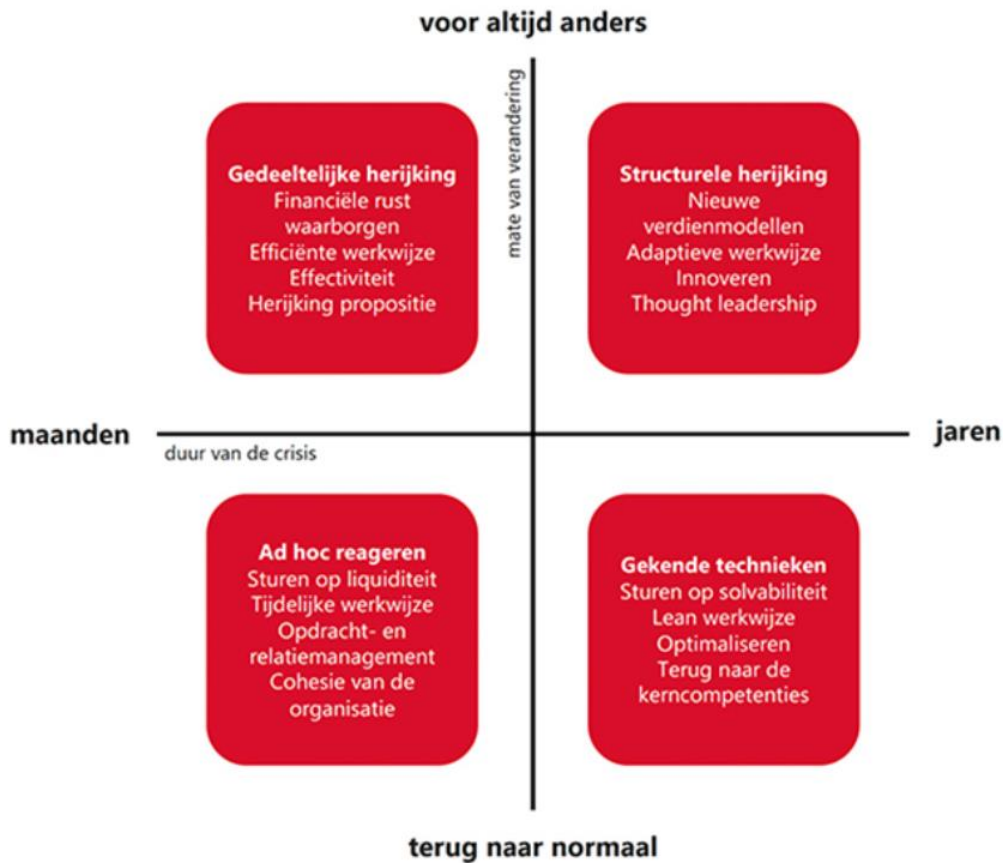 voor altijd anders
mate van verandering
Gedeeltelijke herijking
Financiële rust
waarborgen
Efficiënte werkwijze
Effectiviteit
Herijking propositie
Structurele herijking
Nieuwe
verdienmodellen
Adaptieve werkwijze
Innoveren
Thought leadership
maanden
jaren
duur van de crisis
Ad hoc reageren
Sturen op liquiditeit
Tijdelijke werkwijze
Opdracht- en
relatiemanagement
Cohesie van de
organisatie
Gekende technieken
Sturen op solvabiliteit
Lean werkwijze
Optimaliseren
Terug naar de
kerncompetenties
terug naar normaal